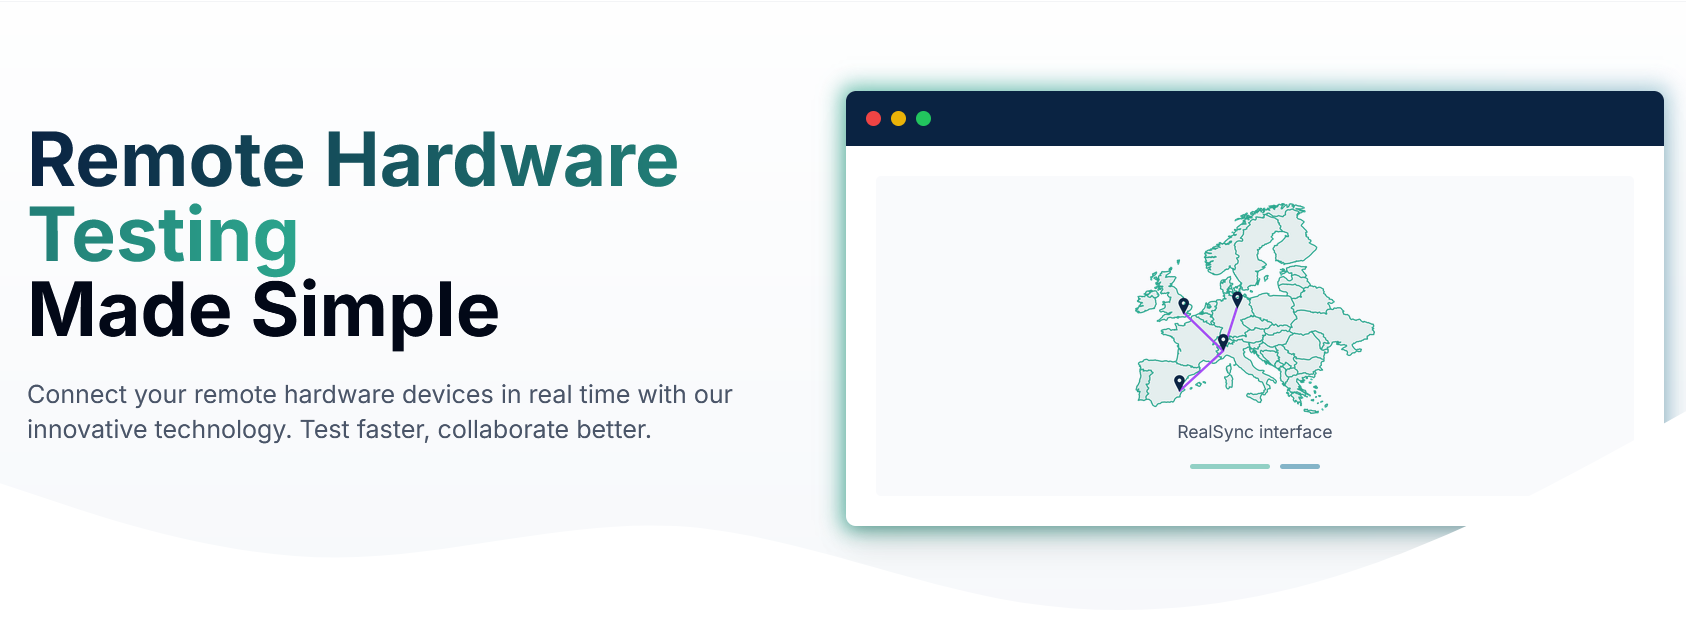 Remote Hardware
Testing
Made Simple
Connect your remote hardware devices in real time with our
innovative technology. Test faster, collaborate better.
RealSync interface